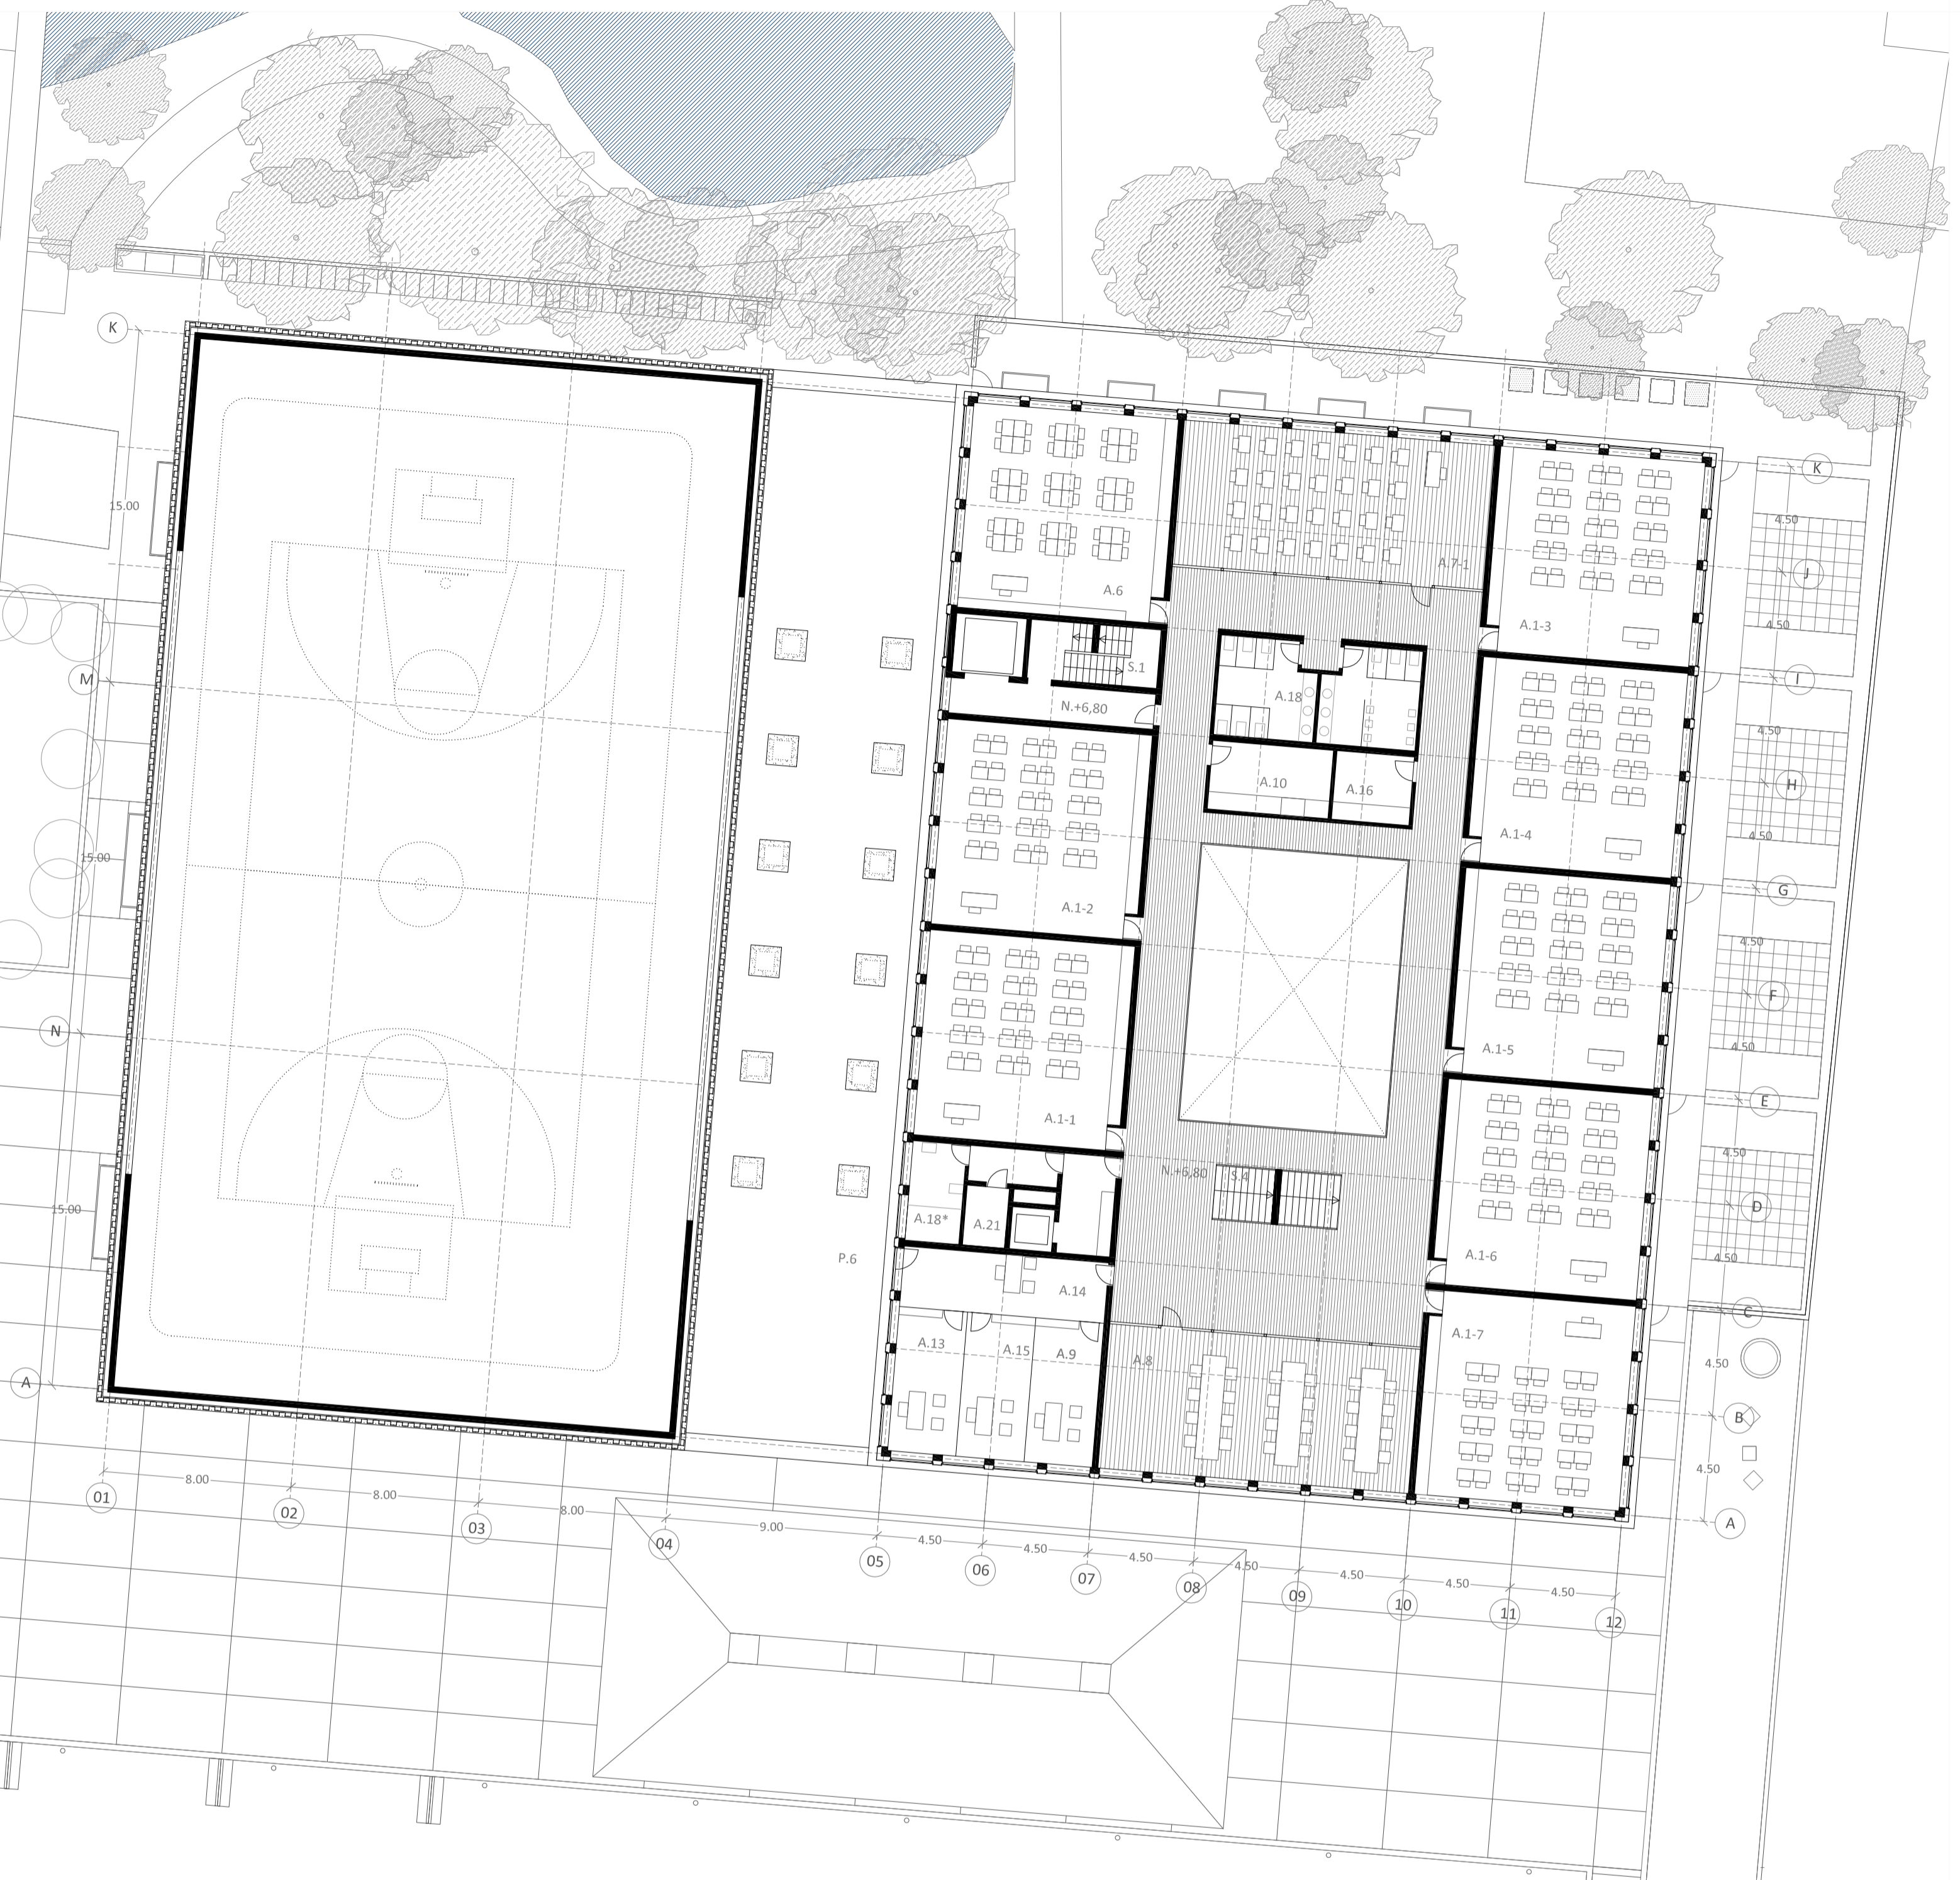 K
15.00
M
15.00
N
15.00
A
01
8.00
02
8.00
03
8.00
04
9.00
05
4.50
06
4.50
07
4.50
08
4.50
09
4.50
10
4.50
11
4.50
12
P.6
A.6
A.7-1
A.1-3
S.1
N.+6,80
A.18
A.10
A.16
A.1-4
A.1-2
A.1-5
A.1-1
N.+6,80
S.4
A.18*
A.21
A.1-6
A.14
A.13
A.15
A.9
A.8
A.1-7
K
4.50
J
4.50
I
4.50
H
4.50
G
4.50
F
4.50
E
4.50
D
4.50
C
4.50
B
4.50
A